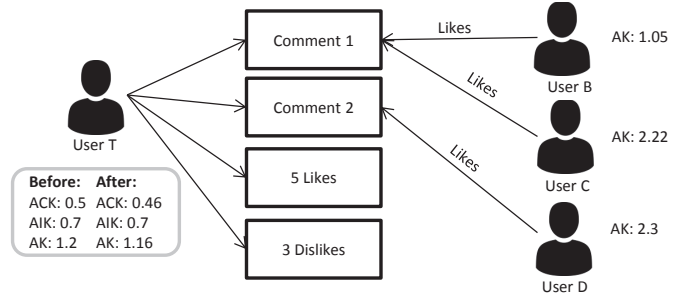 Comment 1
Likes
AK: 1.05
User B
Comment 2
Likes
AK: 2.22
User T
User C
5 Likes
Likes
Before: After:
ACK: 0.5 ACK: 0.46
AIK: 0.7 AIK: 0.7
AK: 1.2 AK: 1.16
3 Dislikes
AK: 2.3
User D